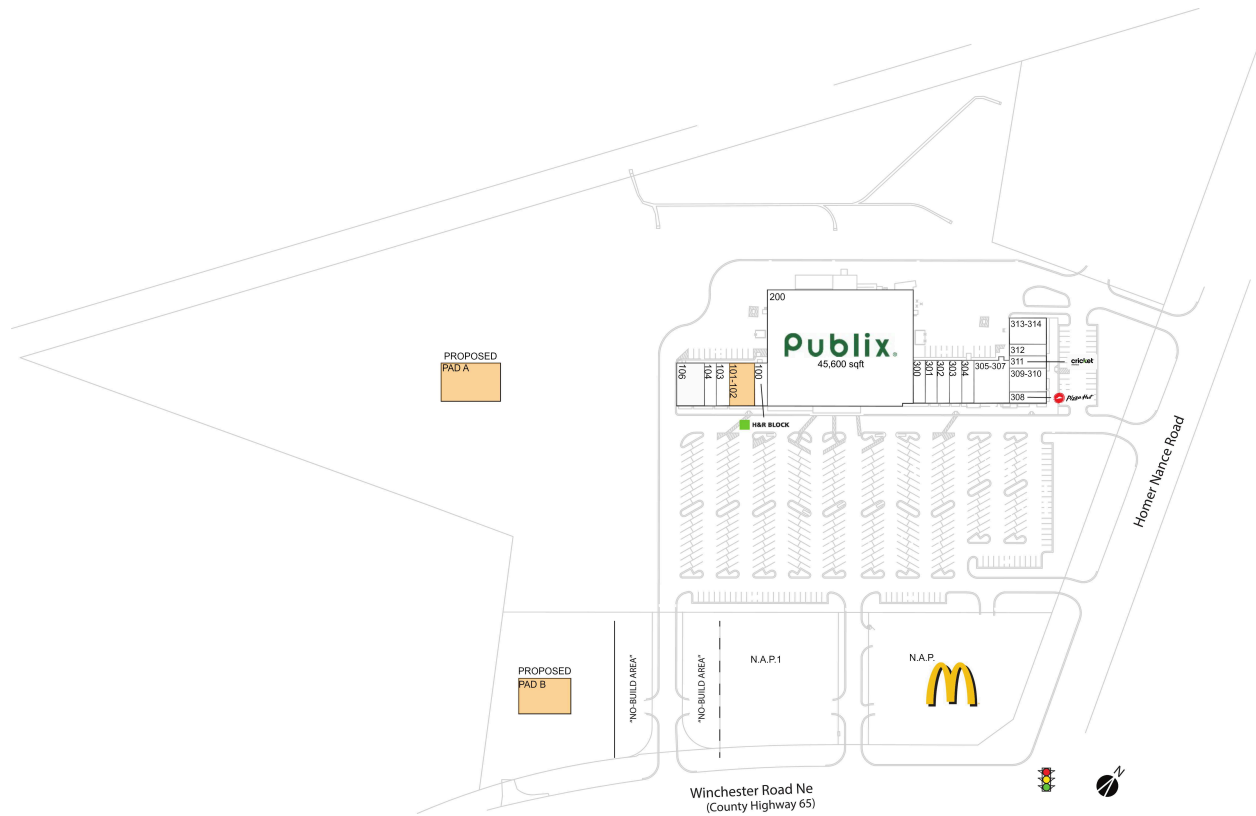 200
Publix.
45,600 sqft
313-314
312
311
cricket
309-310
308
Pizza Hut
106
104
103
101-102
100
300
301
302
303
304
305-307
H&R BLOCK
PROPOSED
PAD A
Homer Nance Road
PROPOSED
PAD B
"NO-BUILD AREA"
"NO-BUILD AREA"
N.A.P.1
N.A.P.
Winchester Road Ne
(County Highway 65)
N